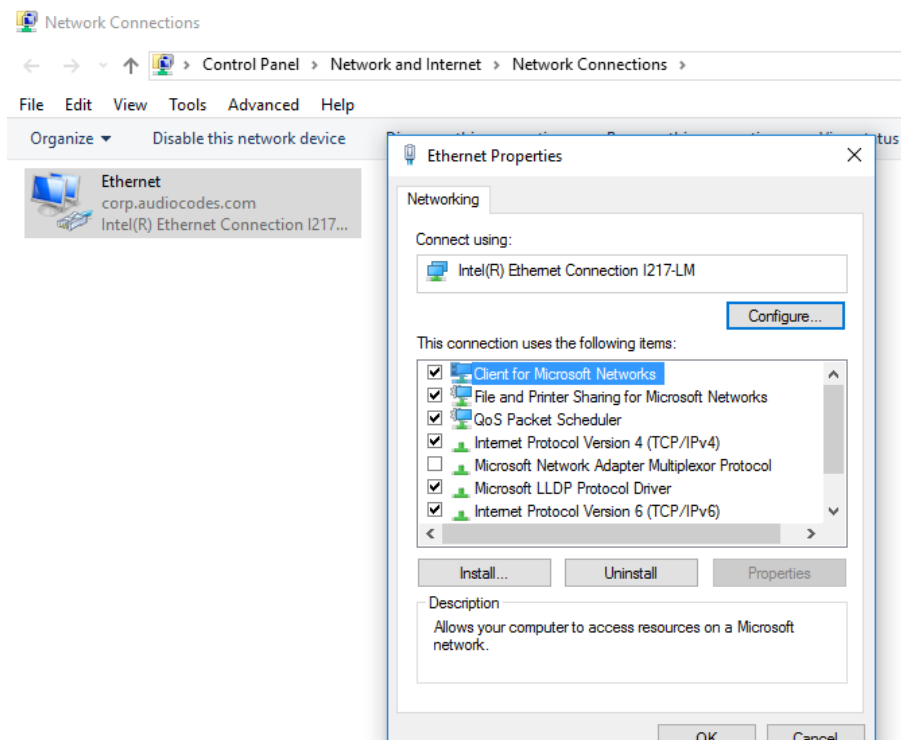 Network Connections
Control Panel > Network and Internet > Network Connections >
File Edit View Tools Advanced Help
Organize Disable this network device
tus
Ethernet
corp.audiocodes.com
Intel(R) Ethernet Connection I217...
Ethernet Properties
Networking
Connect using:
Intel(R) Ethernet Connection I217-LM
Configure...
This connection uses the following items:
Client for Microsoft Networks
File and Printer Sharing for Microsoft Networks
QoS Packet Scheduler
Internet Protocol Version 4 (TCP/IPv4)
Microsoft Network Adapter Multiplexor Protocol
Microsoft LLDP Protocol Driver
Internet Protocol Version 6 (TCP/IPv6)
Install... Uninstall Properties
Description
Allows your computer to access resources on a Microsoft
network.
OK Cancel